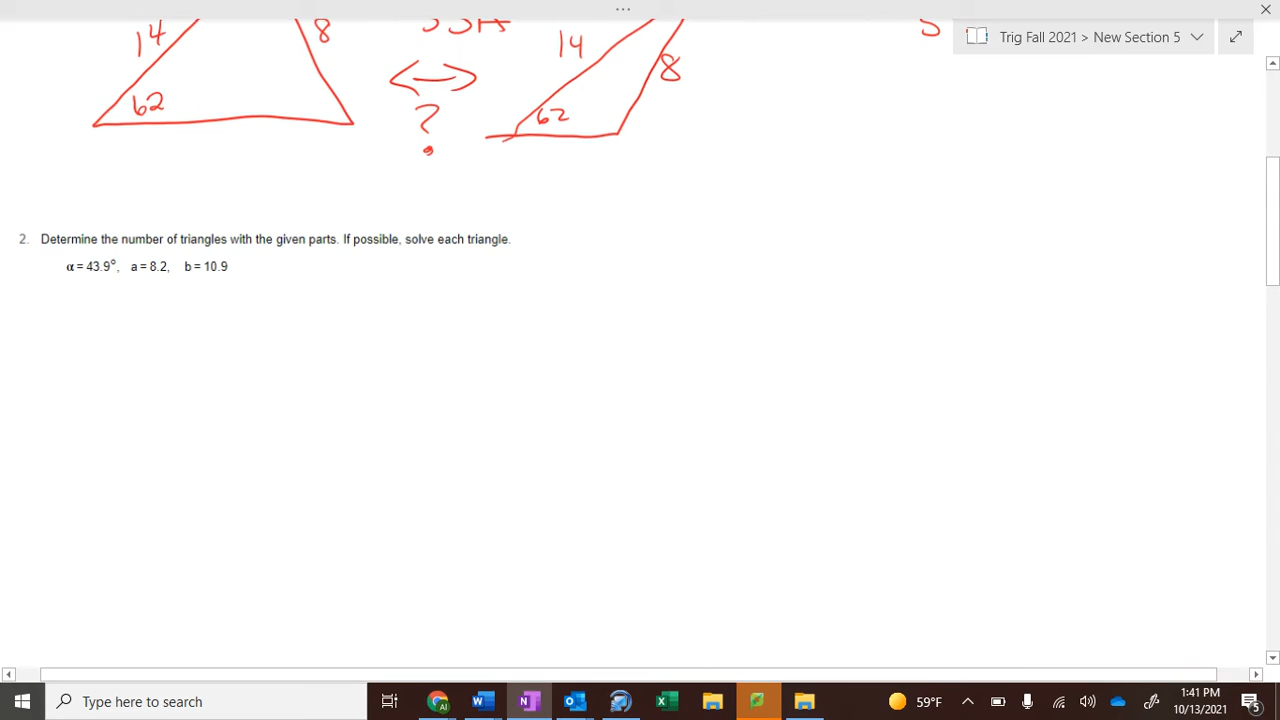 ...
Trig Fall 2021 > New Section 5
14
8
SSA
14
8
62
?
62
2. Determine the number of triangles with the given parts. If possible, solve each triangle.
α = 43.9°, a = 8.2, b = 10.9
Type here to search
59°F
1:41 PM
10/13/2021
5